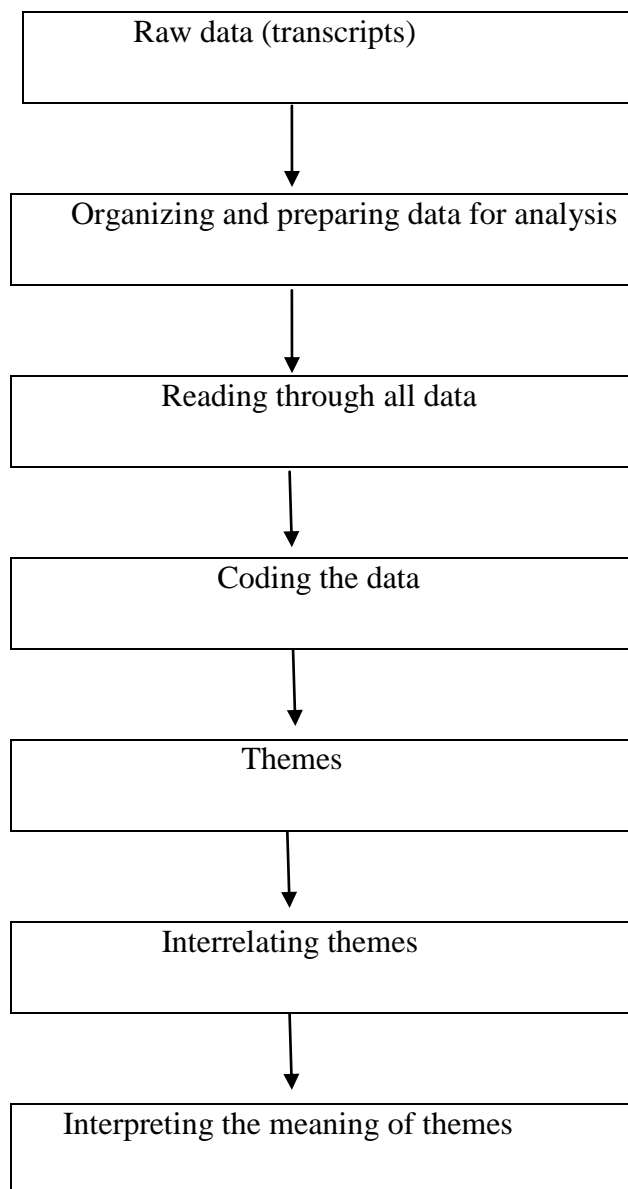 Raw data (transcripts)
Organizing and preparing data for analysis
Reading through all data
Coding the data
Themes
Interrelating themes
Interpreting the meaning of themes